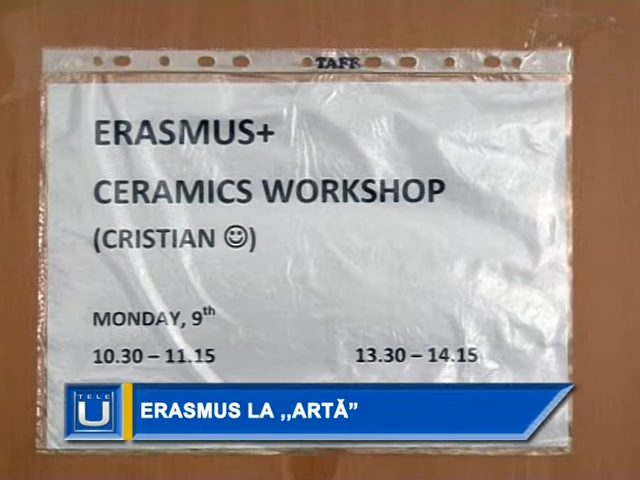 TAFF
ERASMUS+
CERAMICS WORKSHOP
(CRISTIAN ☺)
MONDAY, 9th
10.30 – 11.15 13.30 – 14.15
TELE
U
ERASMUS LA ,,ARTĂ”